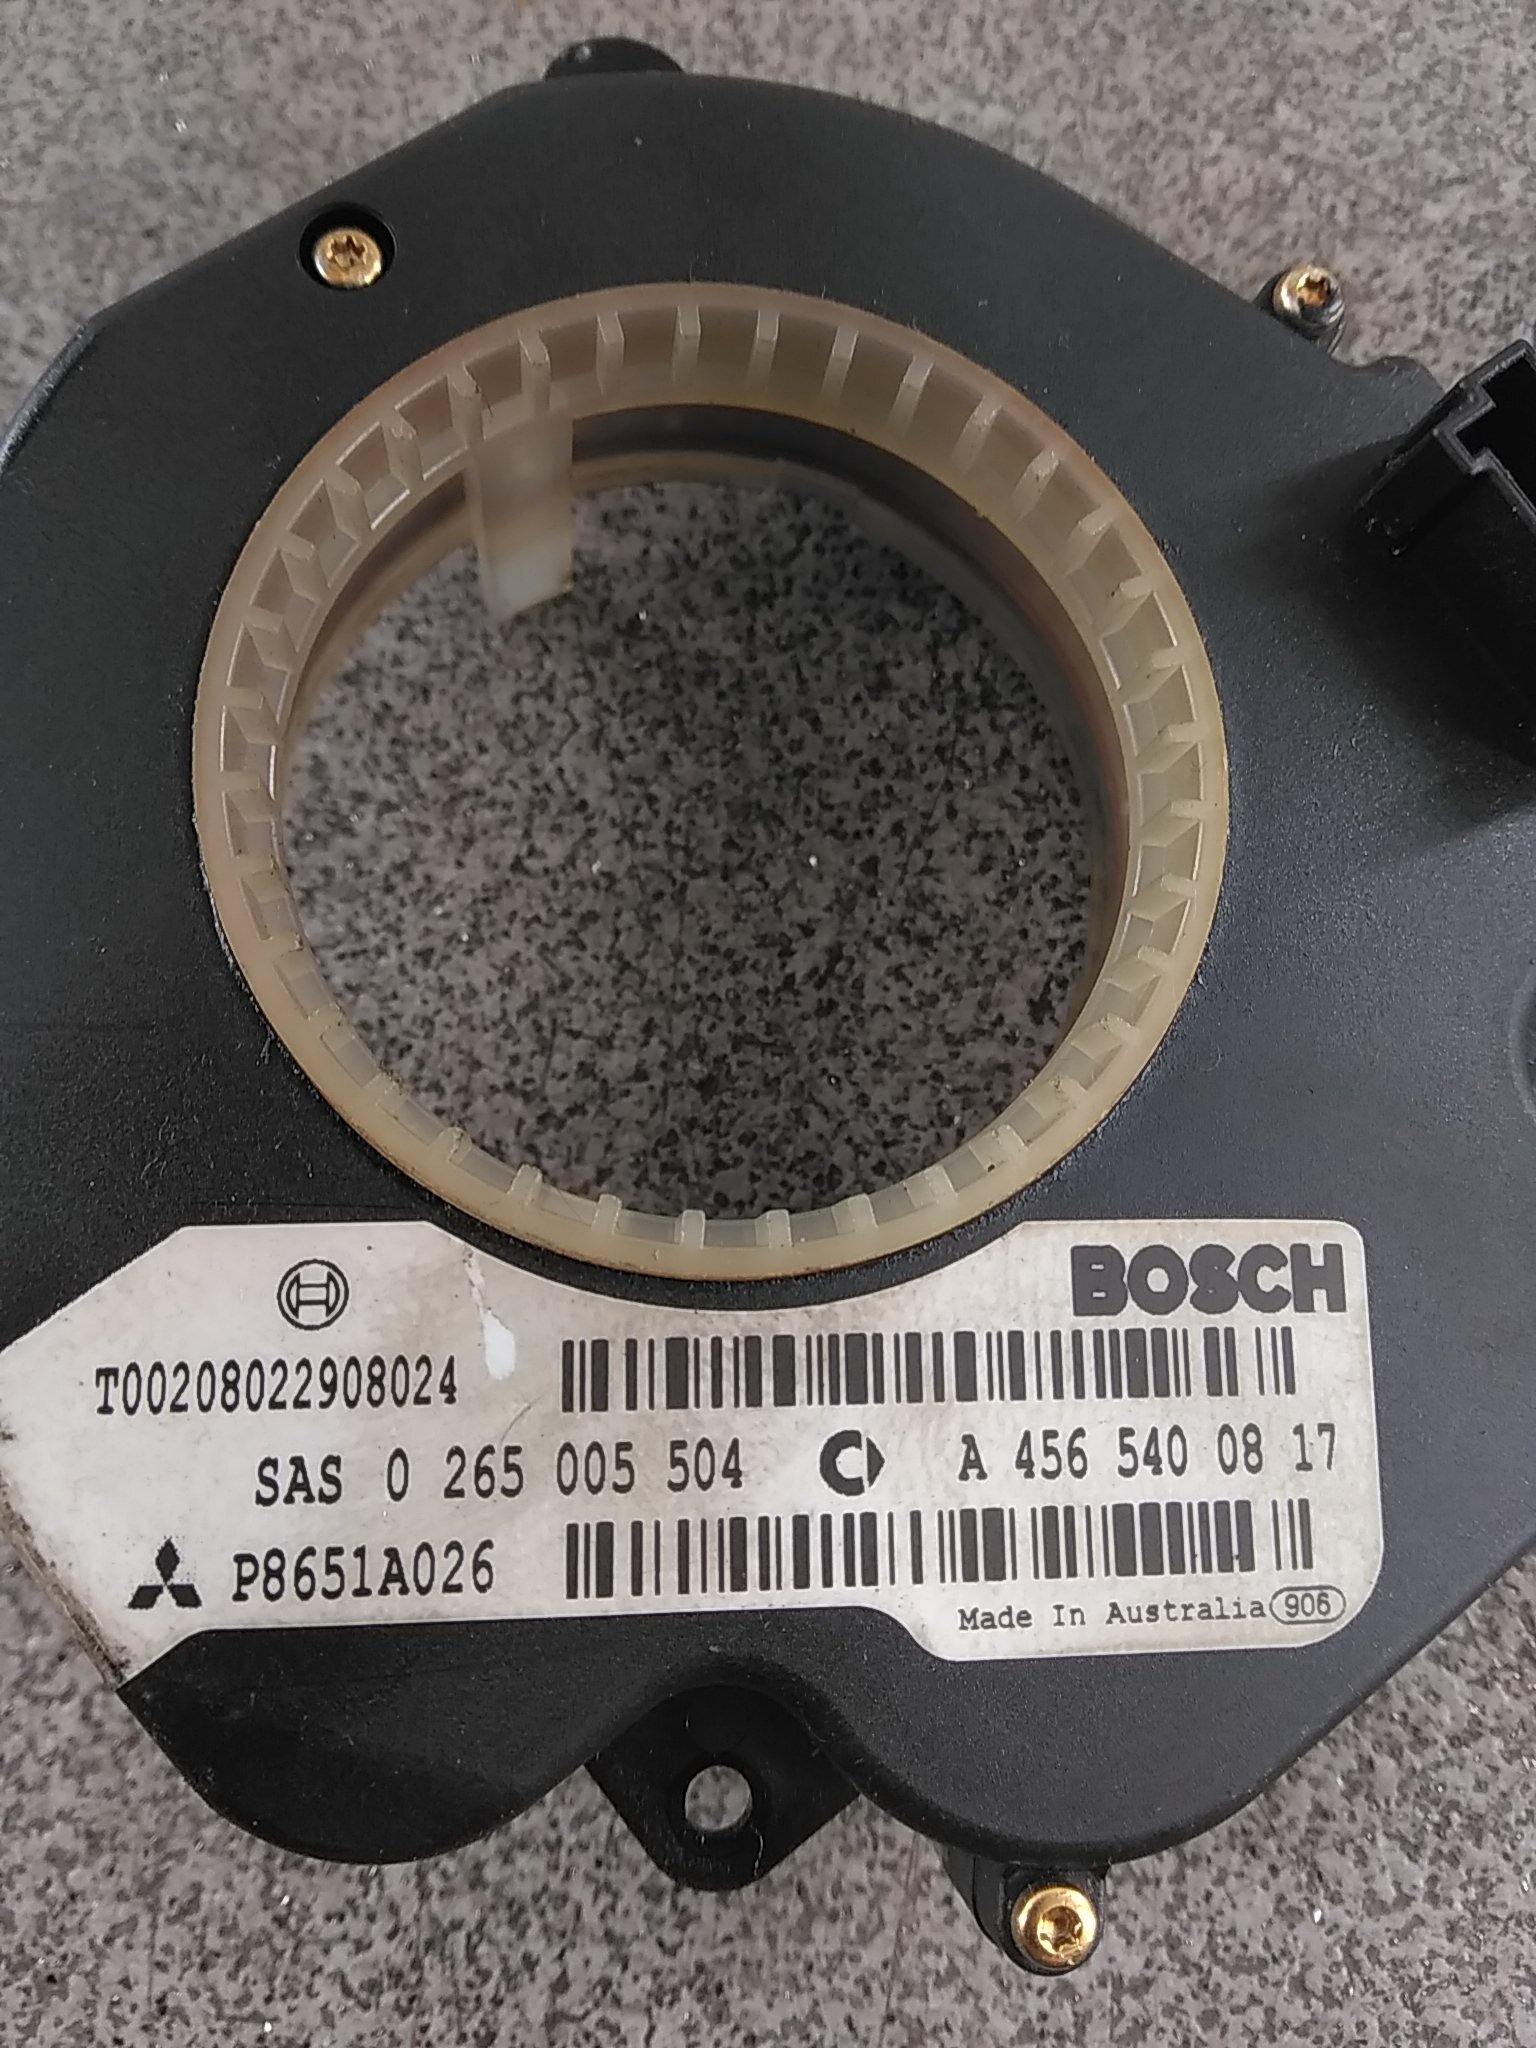 BOSCH
T00208022908024
SAS 0 265 005 504 A 456 540 08 17
P8651A026
Made In Australia 906